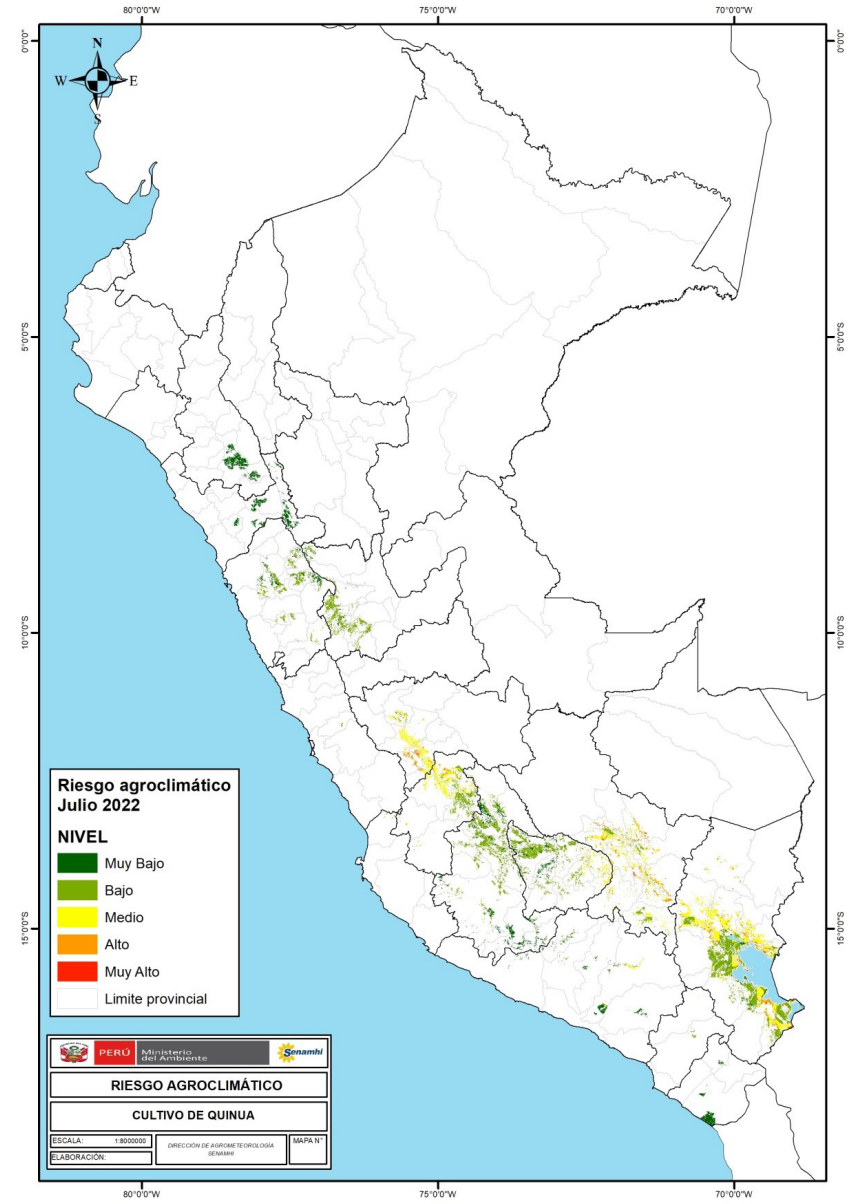 80°0'0"W 75°0'0"W 70°0'0"W
0°0'0" 0°0'0"
N
W E
S
5°0'0"S 5°0'0"S
10°0'0"S 10°0'0"S
15°0'0"S 15°0'0"S
Riesgo agroclimático
Julio 2022
NIVEL
Muy Bajo
Bajo
Medio
Alto
Muy Alto
Limite provincial
PERÚ Ministerio
del Ambiente
Senamhi
RIESGO AGROCLIMÁTICO
CULTIVO DE QUINUA
ESCALA: 1:8000000
ELABORACIÓN:
DIRECCIÓN DE AGROMETEOROLOGÍA
SENAMHI
MAPA N°
80°0'0"W 75°0'0"W 70°0'0"W